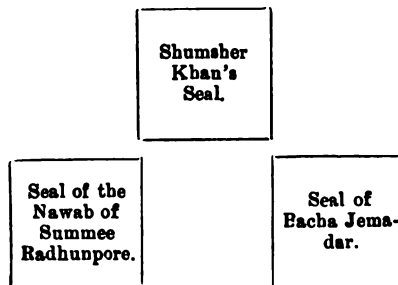 Shumsher
Khan's
Seal.
Seal of the
Nawab of
Summee
Radhunpore.
Seal of
Bacha Jema-
dar.